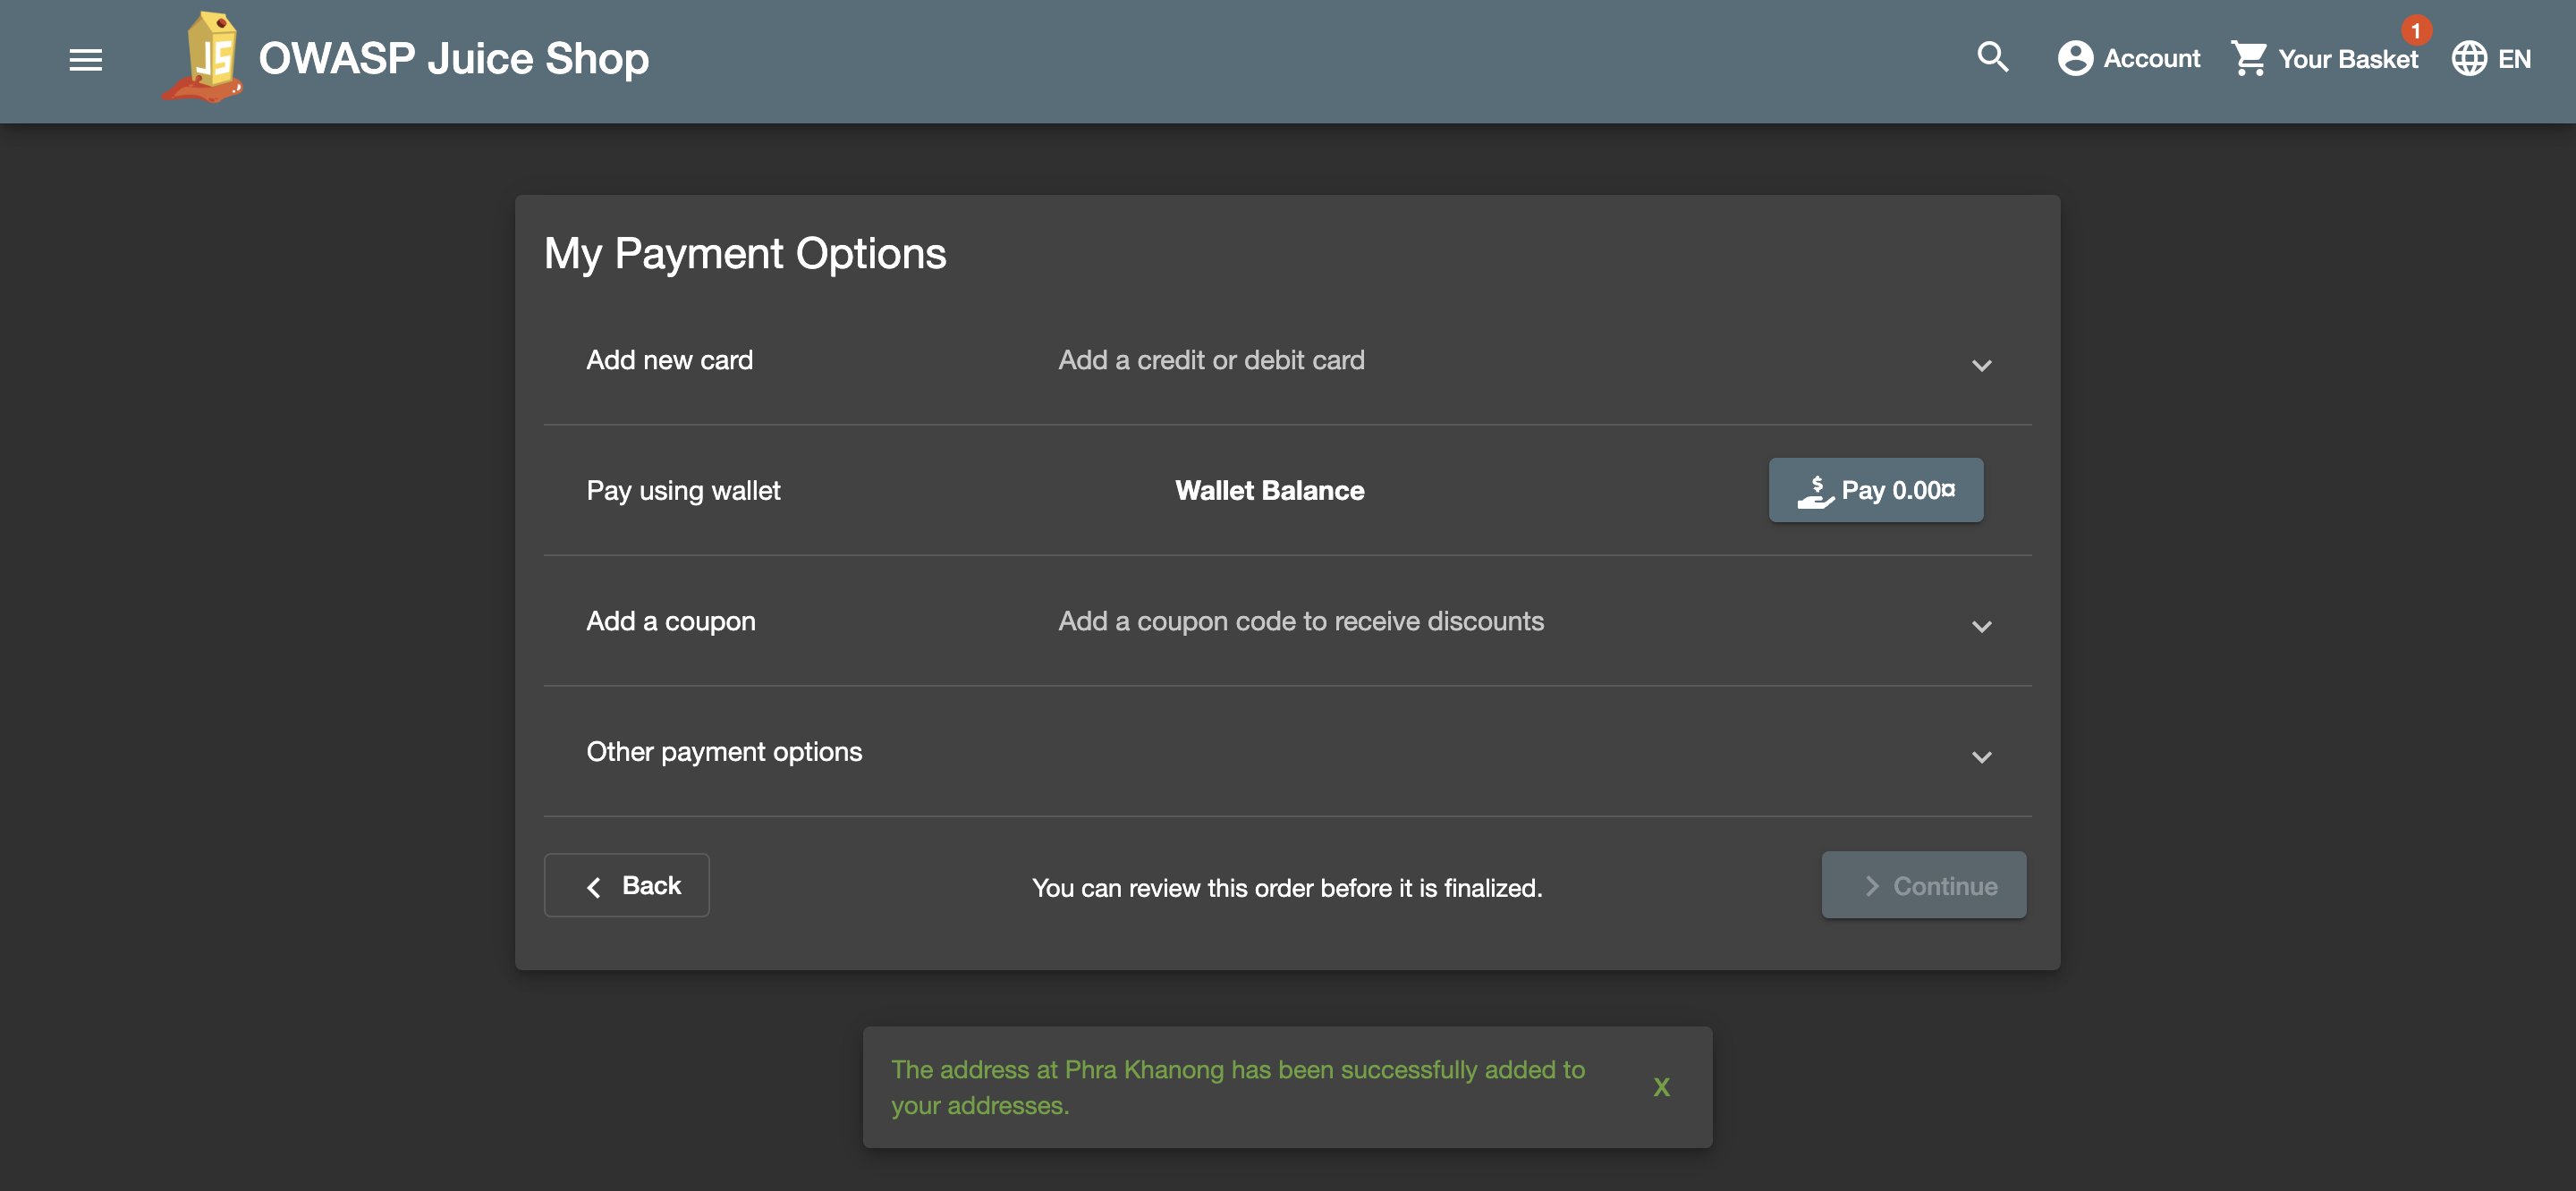 JS OWASP Juice Shop Account Your Basket 1 EN
My Payment Options
Add new card Add a credit or debit card
Pay using wallet Wallet Balance $ Pay 0.00¤
Add a coupon Add a coupon code to receive discounts
Other payment options
Back You can review this order before it is finalized. Continue
The address at Phra Khanong has been successfully added to
your addresses.
X